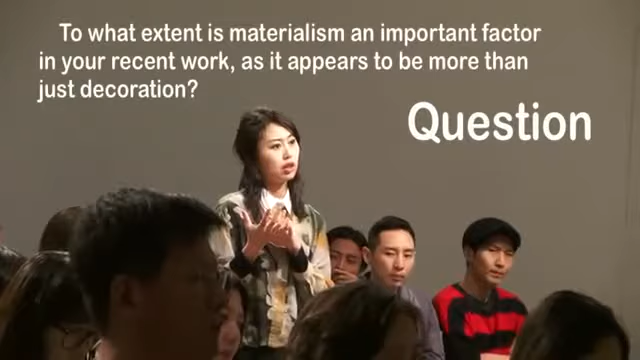 To what extent is materialism an important factor
in your recent work, as it appears to be more than
just decoration?
Question